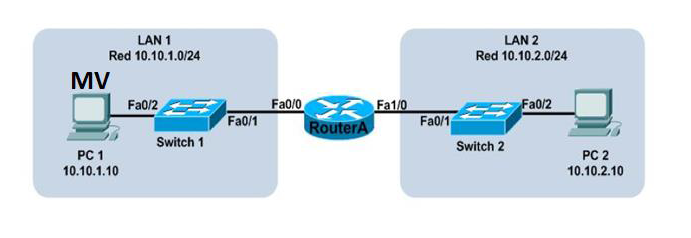 LAN 1
Red 10.10.1.0/24
MV
Fa0/2
Fa0/1
Switch 1
PC 1
10.10.1.10
Fa0/0
RouterA
Fa1/0
LAN 2
Red 10.10.2.0/24
Fa0/1
Fa0/2
Switch 2
PC 2
10.10.2.10